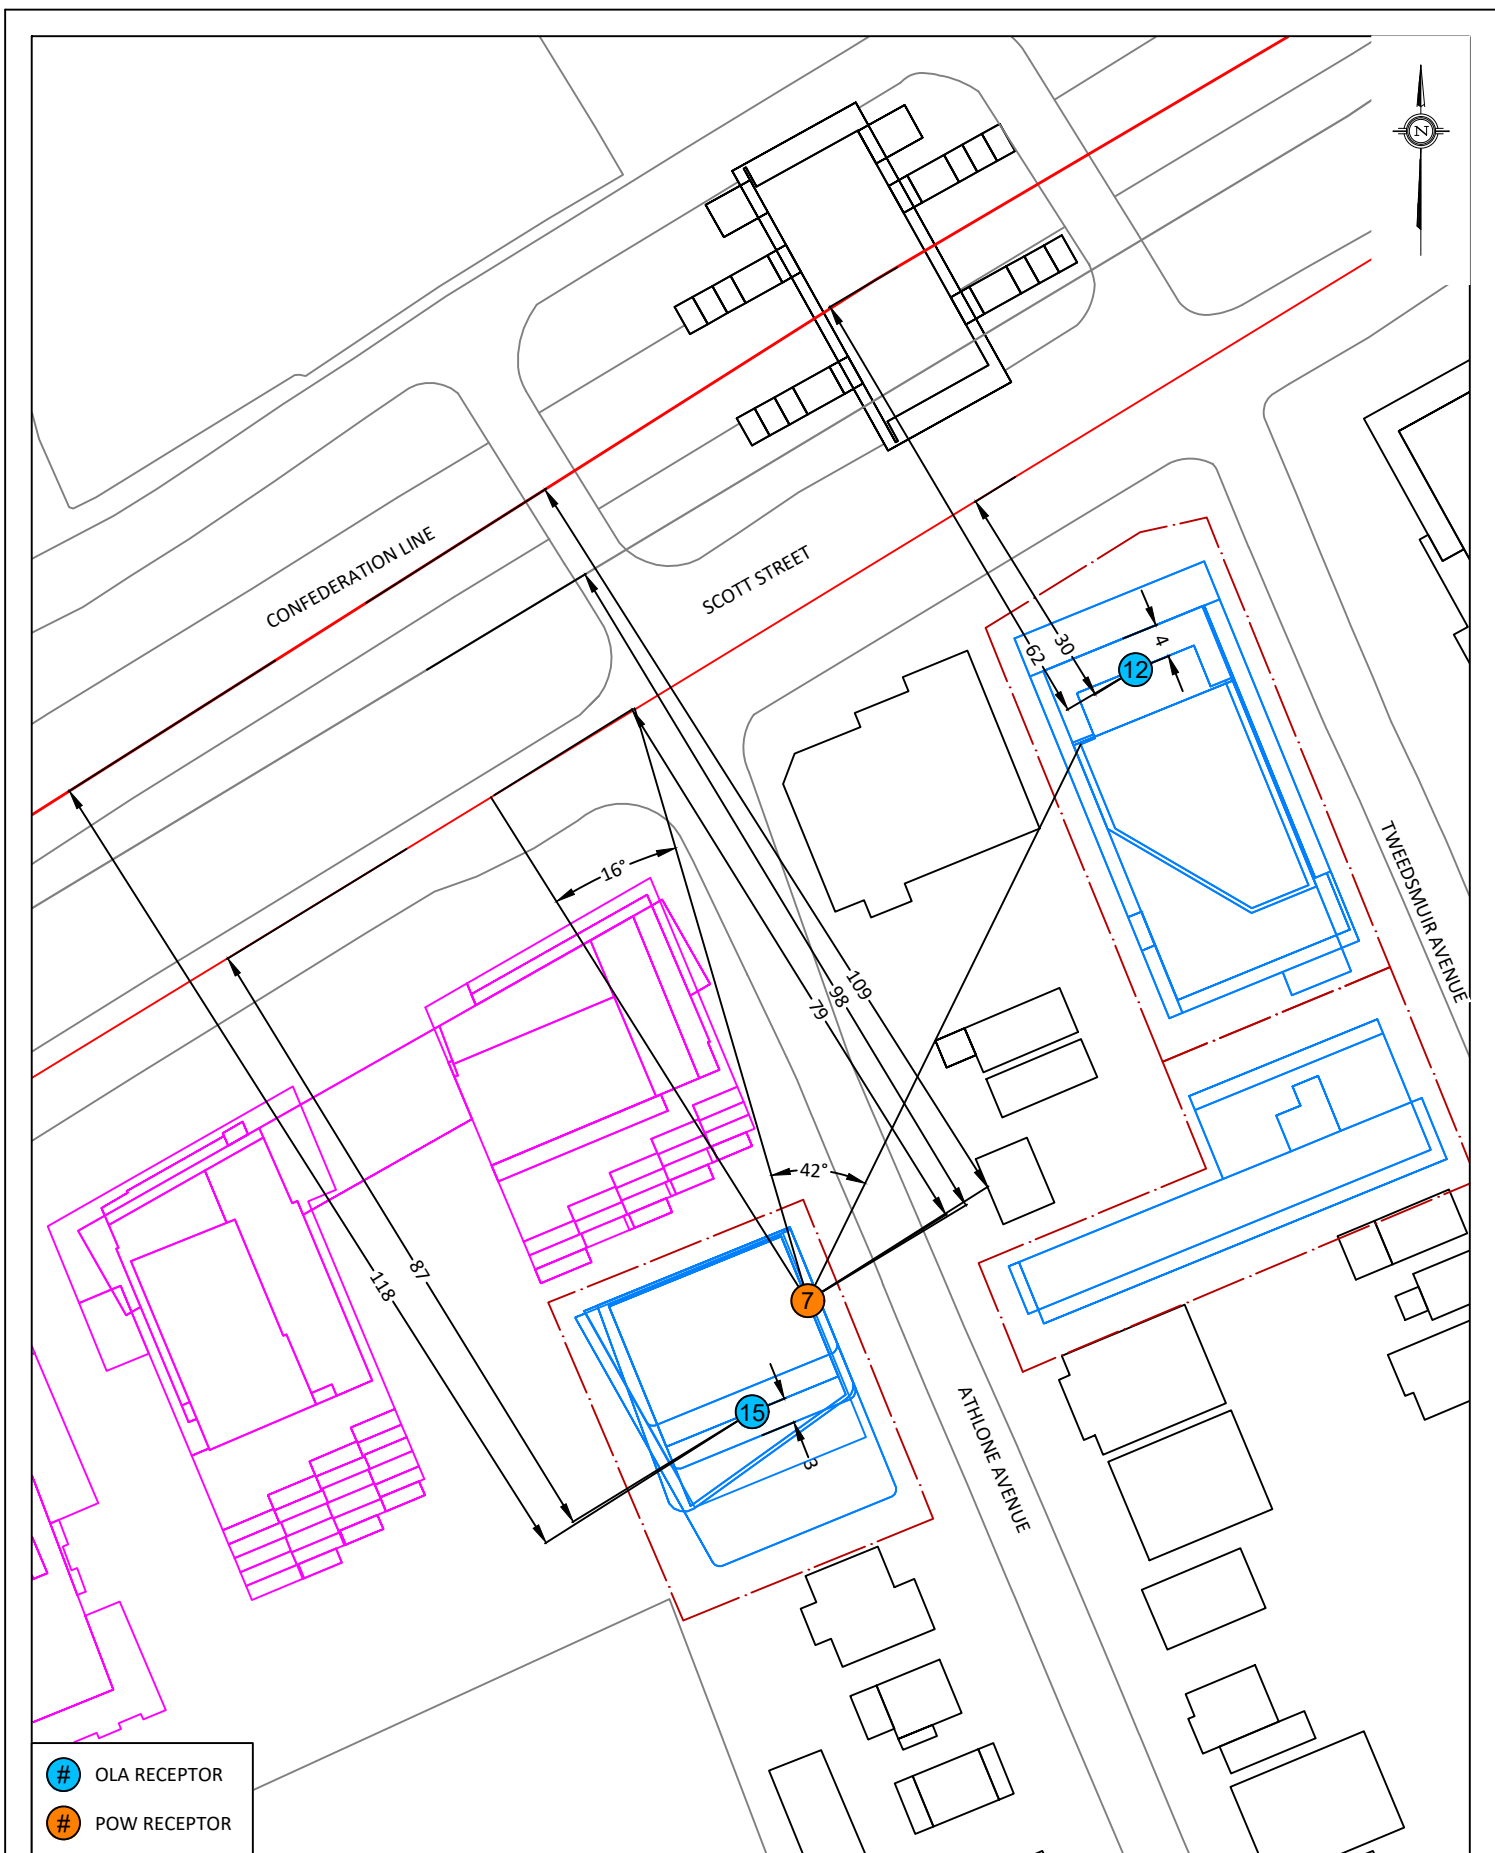 N
CONFEDERATION LINE
SCOTT STREET
30
62
4
12
16°
TWEEDSMUIR AVENUE
109
98
79
42°
87
118
7
15
3
ATHLONE AVENUE
# OLA RECEPTOR
# POW RECEPTOR